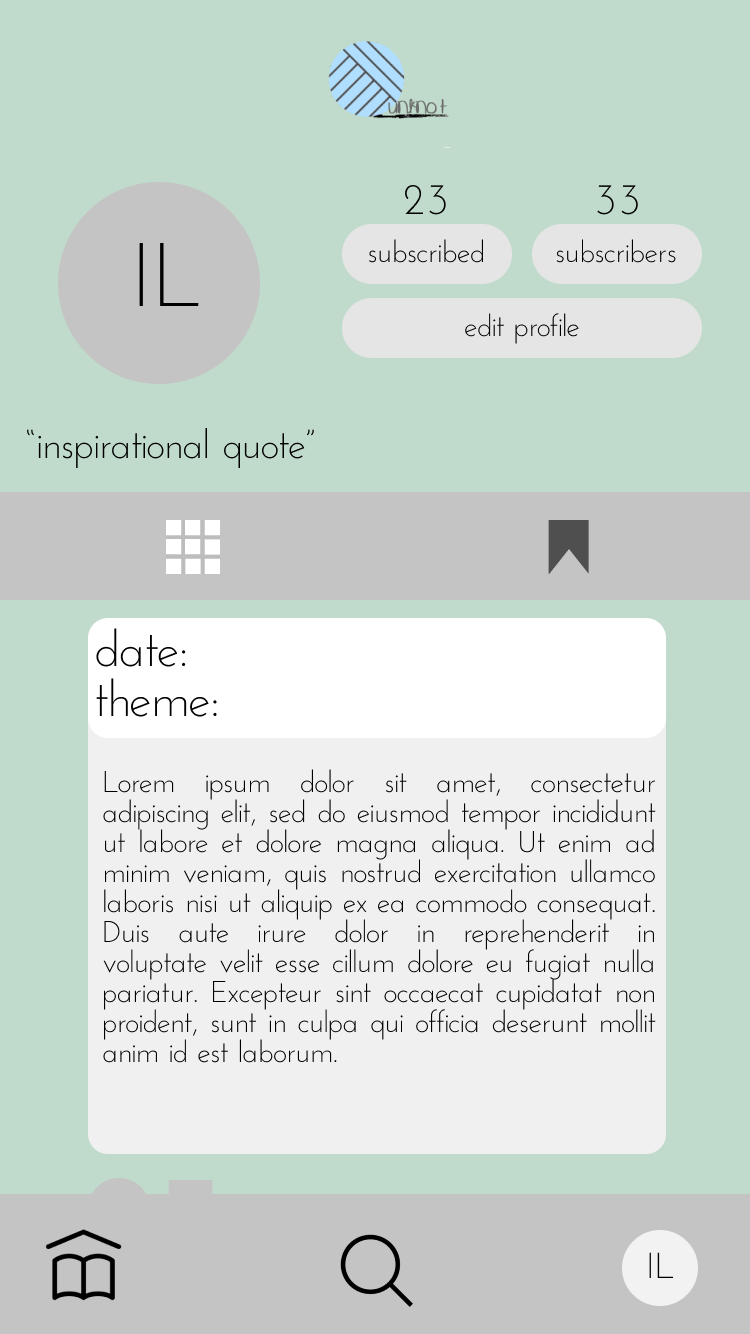 unknot
23 33
subscribed subscribers
edit profile
IL
“inspirational quote”
date:
theme:
Lorem ipsum dolor sit amet, consectetur
adipiscing elit, sed do eiusmod tempor incididunt
ut labore et dolore magna aliqua. Ut enim ad
minim veniam, quis nostrud exercitation ullamco
laboris nisi ut aliquip ex ea commodo consequat.
Duis aute irure dolor in reprehenderit in
voluptate velit esse cillum dolore eu fugiat nulla
pariatur. Excepteur sint occaecat cupidatat non
proident, sunt in culpa qui officia deserunt mollit
anim id est laborum.
IL